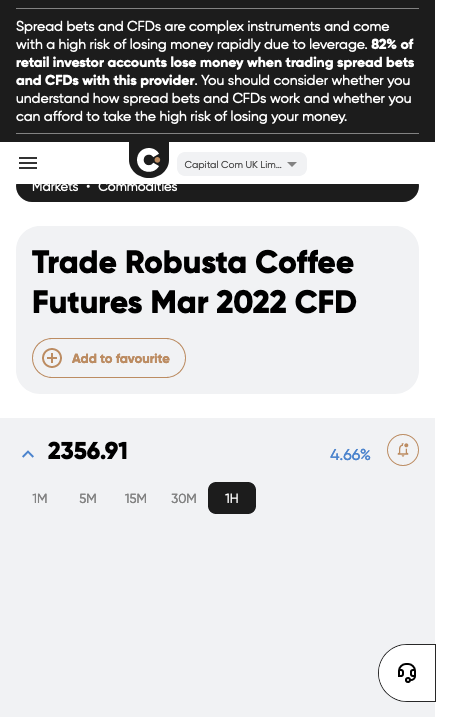 Spread bets and CFDs are complex instruments and come
with a high risk of losing money rapidly due to leverage. 82% of
retail investor accounts lose money when trading spread bets
and CFDs with this provider. You should consider whether you
understand how spread bets and CFDs work and whether you
can afford to take the high risk of losing your money.
Capital Com UK Lim...
Markets • Commodities
Trade Robusta Coffee
Futures Mar 2022 CFD
Add to favourite
2356.91
4.66%
1M 5M 15M 30M 1H